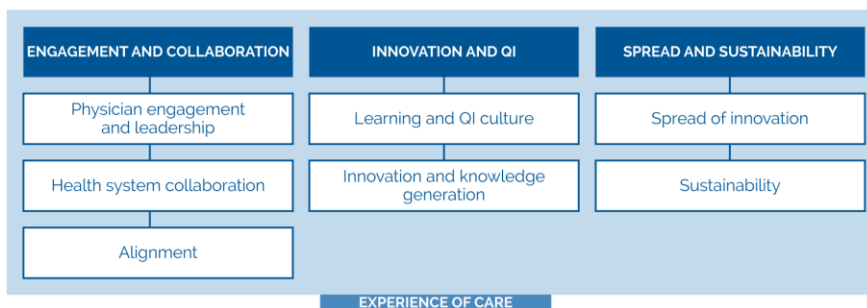 ENGAGEMENT AND COLLABORATION
Physician engagement
and leadership
Health system collaboration
Alignment
INNOVATION AND QI
Learning and QI culture
Innovation and knowledge
generation
SPREAD AND SUSTAINABILITY
Spread of innovation
Sustainability
EXPERIENCE OF CARE